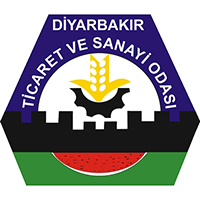 DİYARBAKIR
TİCARET VE SANAYİ ODASI